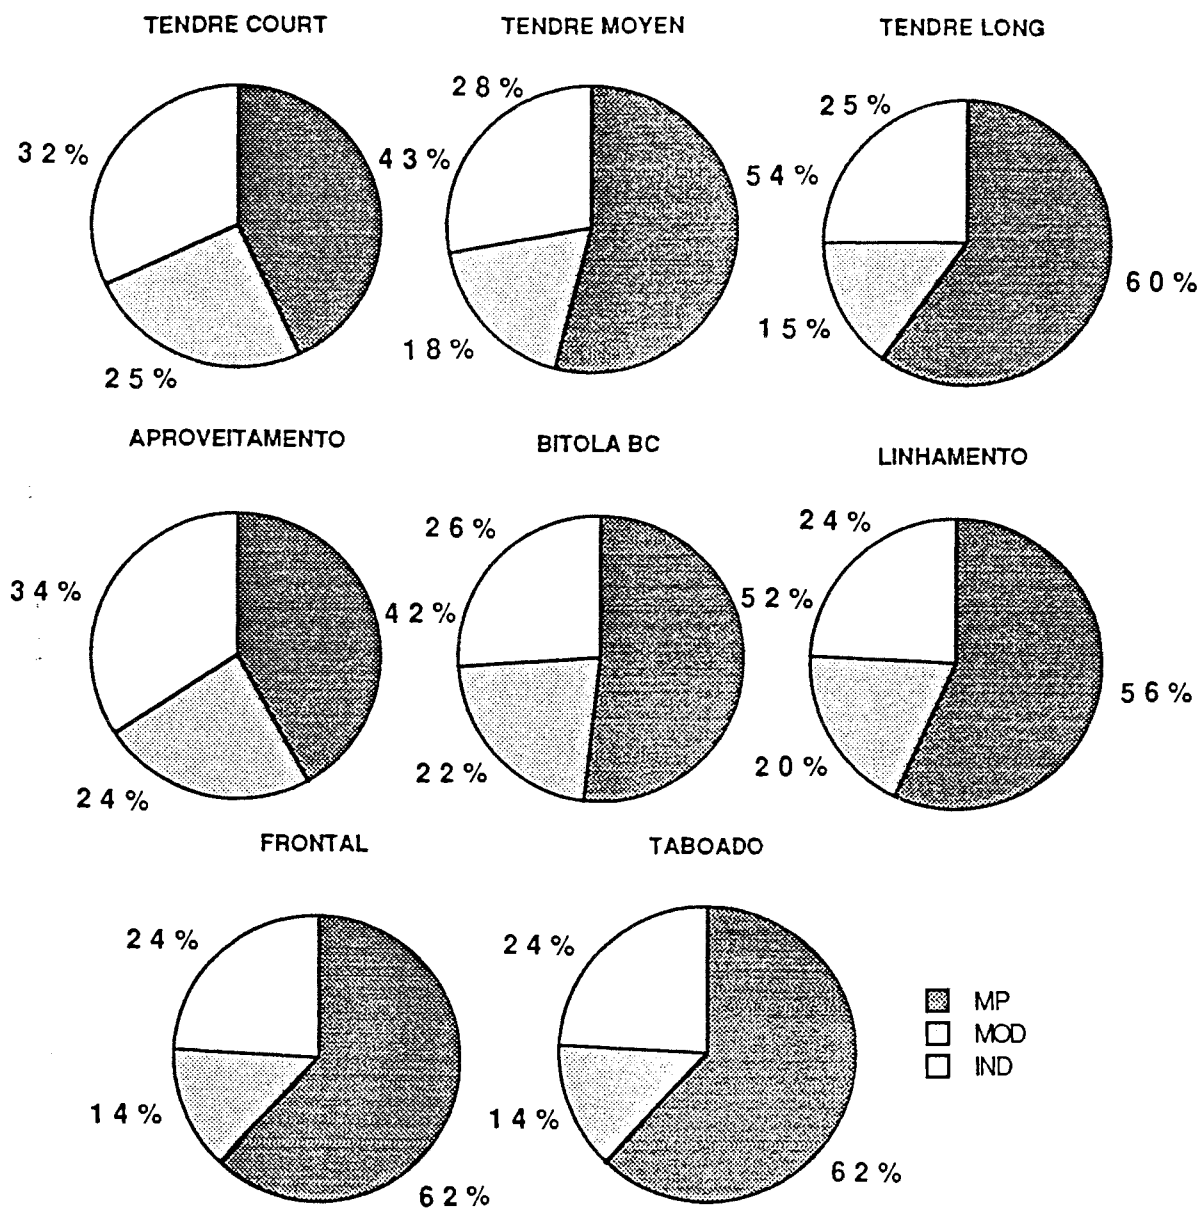 TENDRE COURT
32%
43%
25%
TENDRE MOYEN
28%
54%
18%
TENDRE LONG
25%
60%
15%
APROVEITAMENTO
34%
42%
24%
BITOLA BC
26%
52%
22%
LINHAMENTO
24%
56%
20%
FRONTAL
24%
14%
62%
TABOADO
24%
14%
62%
MP
MOD
IND